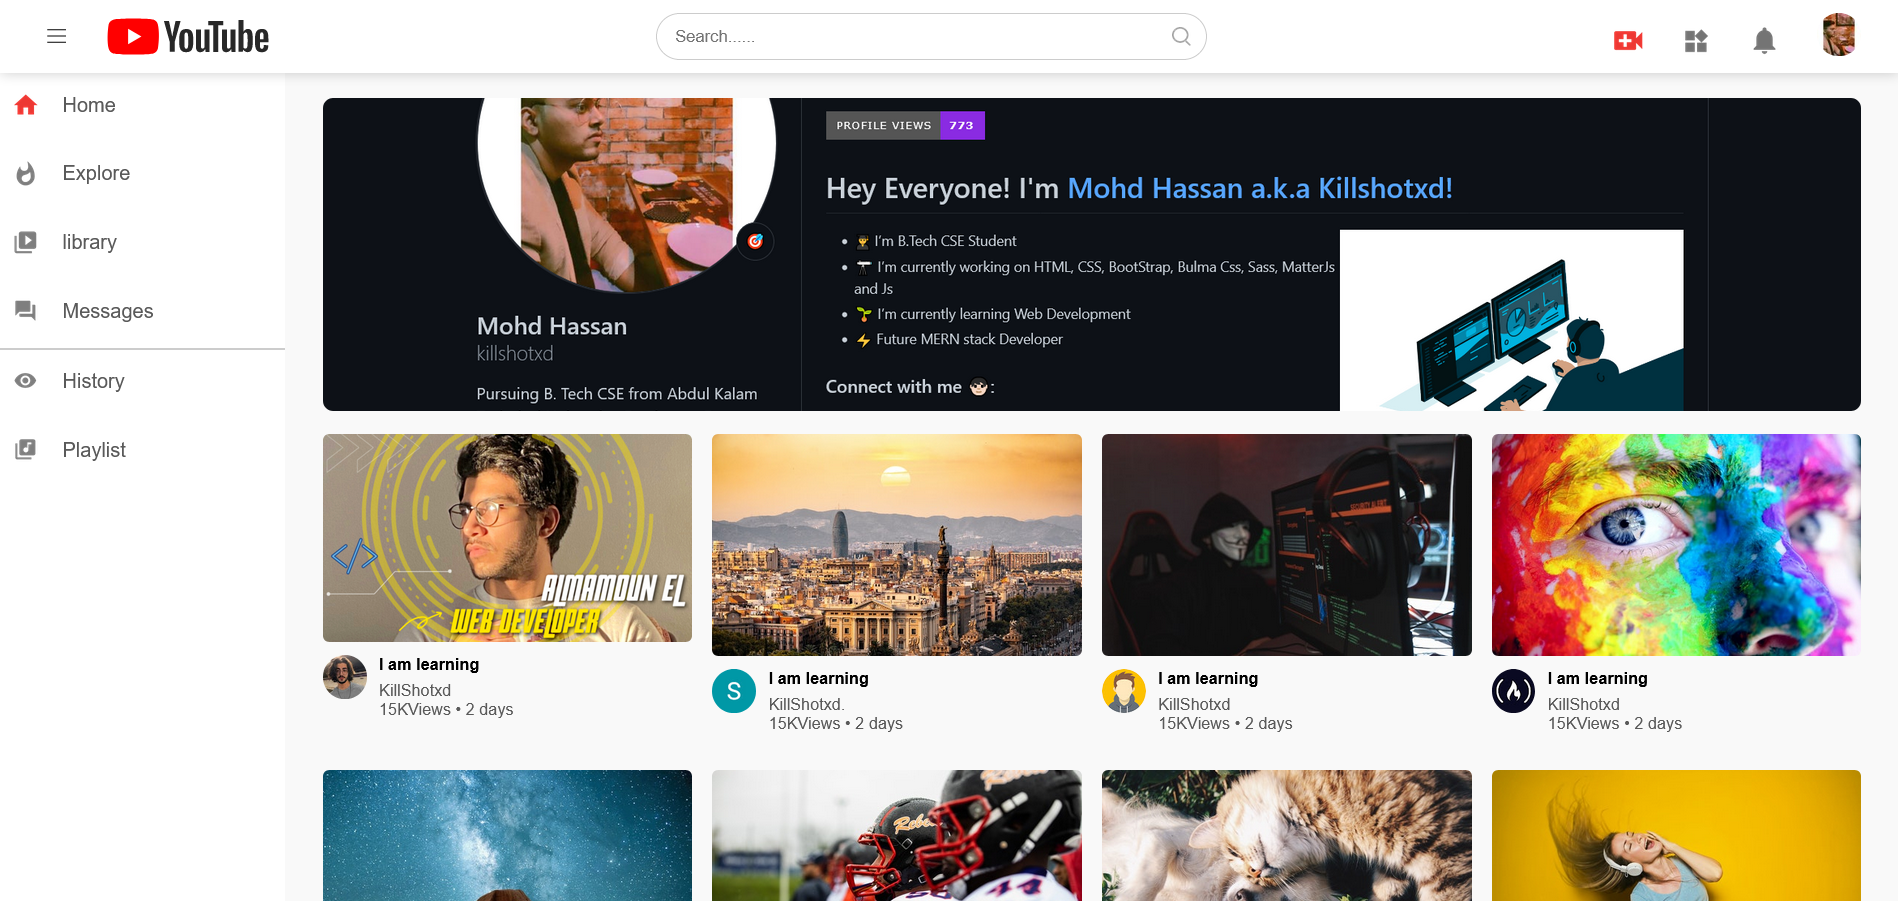 YouTube
Search......
Home
Explore
library
Messages
History
Playlist
PROFILE VIEWS 773
Hey Everyone! I'm Mohd Hassan a.k.a Killshotxd!
I'm B.Tech CSE Student
I'm currently working on HTML, CSS, BootStrap, Bulma Css, Sass, MatterJs
and Js
I'm currently learning Web Development
Future MERN stack Developer
Connect with me :
Mohd Hassan
killshotxd
Pursuing B. Tech CSE from Abdul Kalam
</>
ALMAMOUN EL
WEB DEVELOPER
SECURITY ALERT
I am learning
KillShotxd
15KViews • 2 days
S
I am learning
KillShotxd.
15KViews • 2 days
I am learning
KillShotxd
15KViews • 2 days
I am learning
KillShotxd
15KViews • 2 days
44